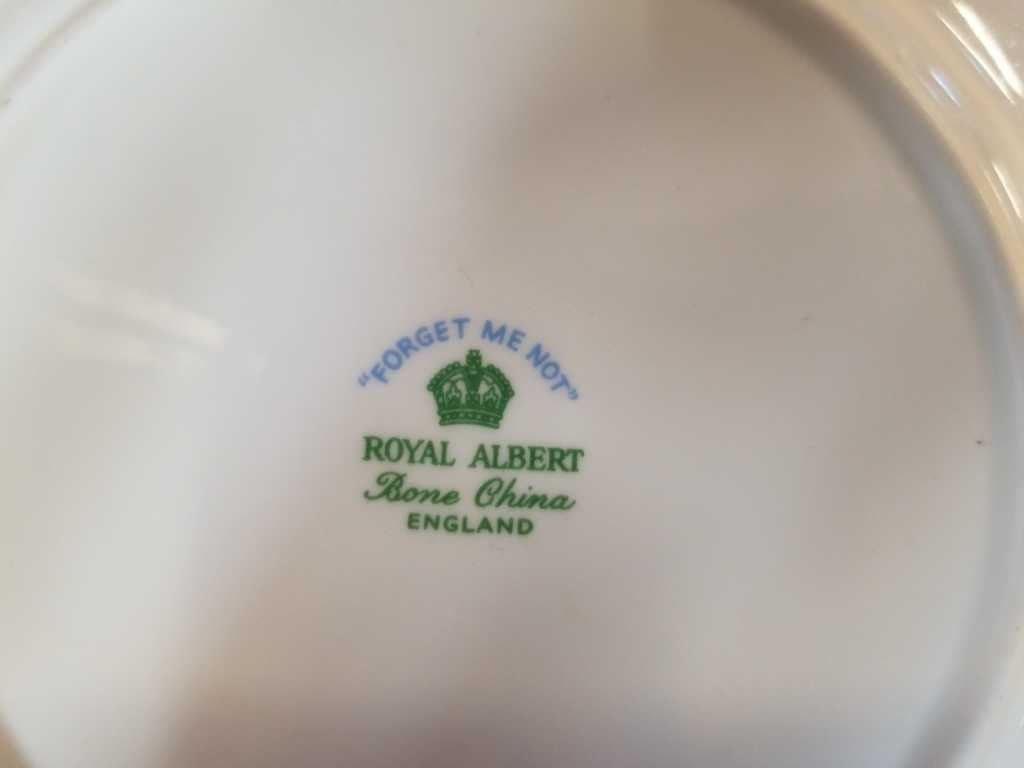 "FORGET ME NOT"
ROYAL ALBERT
Bone China
ENGLAND